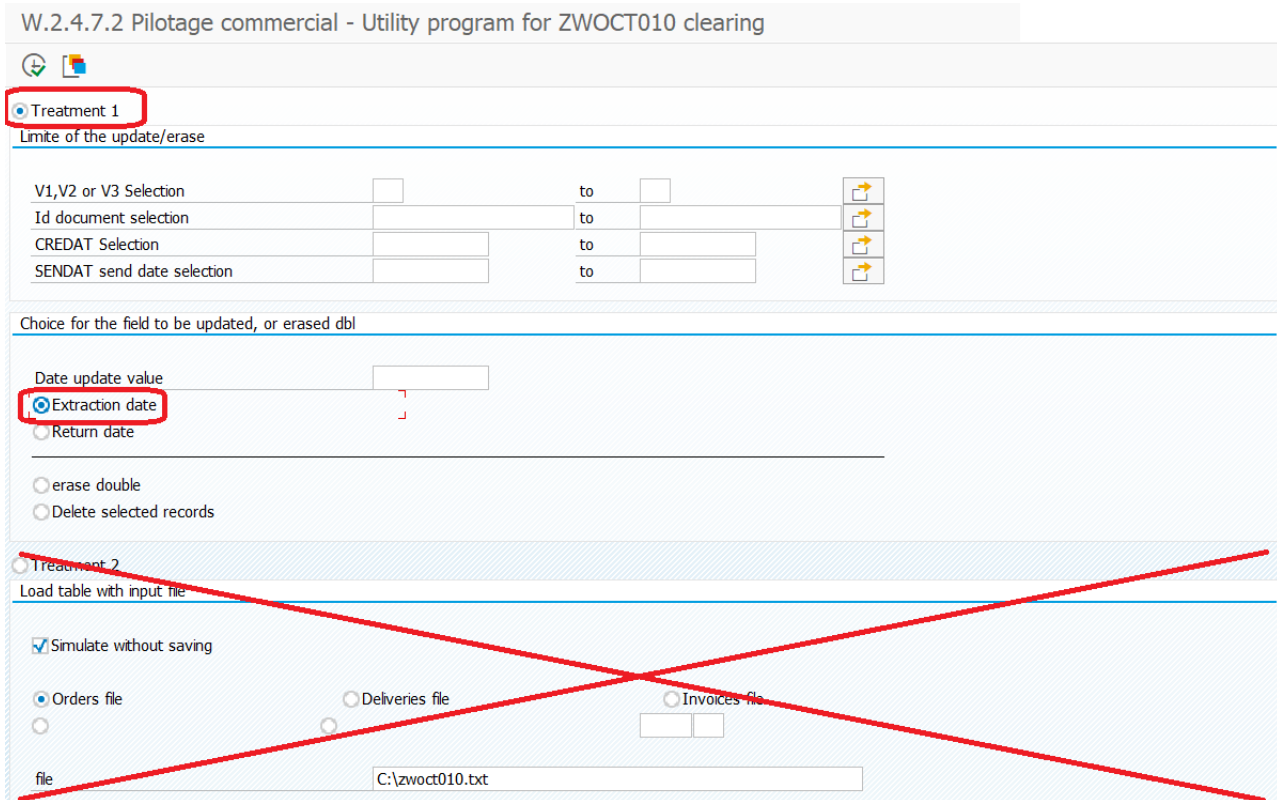 W.2.4.7.2 Pilotage commercial - Utility program for ZWOCT010 clearing
Treatment 1
Limite of the update/erase
V1,V2 or V3 Selection to
Id document selection to
CREDAT Selection to
SENDAT send date selection to
Choice for the field to be updated, or erased dbl
Date update value
Extraction date
Return date
erase double
Delete selected records
Treatment 2
Load table with input file
Simulate without saving
Orders file Deliveries file Invoices file
file C:\zwoct010.txt